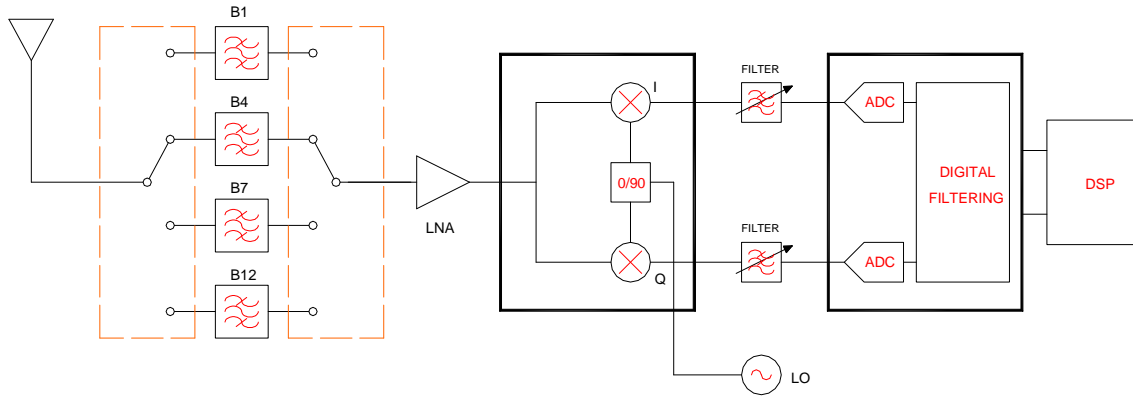 B1
B4
B7
B12
LNA
I
Q
0/90
LO
FILTER
FILTER
ADC
ADC
DIGITAL
FILTERING
DSP